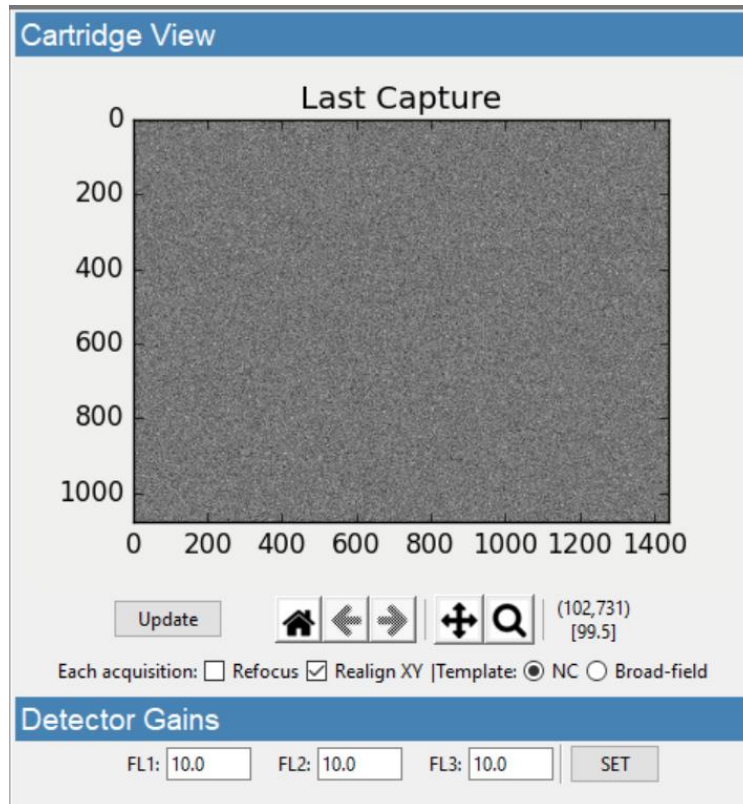 Cartridge View
Last Capture
0
200
400
600
800
1000
0 200 400 600 800 1000 1200 1400
Update
(102,731)
[99.5]
Each acquisition: Refocus Realign XY |Template: NC Broad-field
Detector Gains
FL1: 10.0 FL2: 10.0 FL3: 10.0 SET